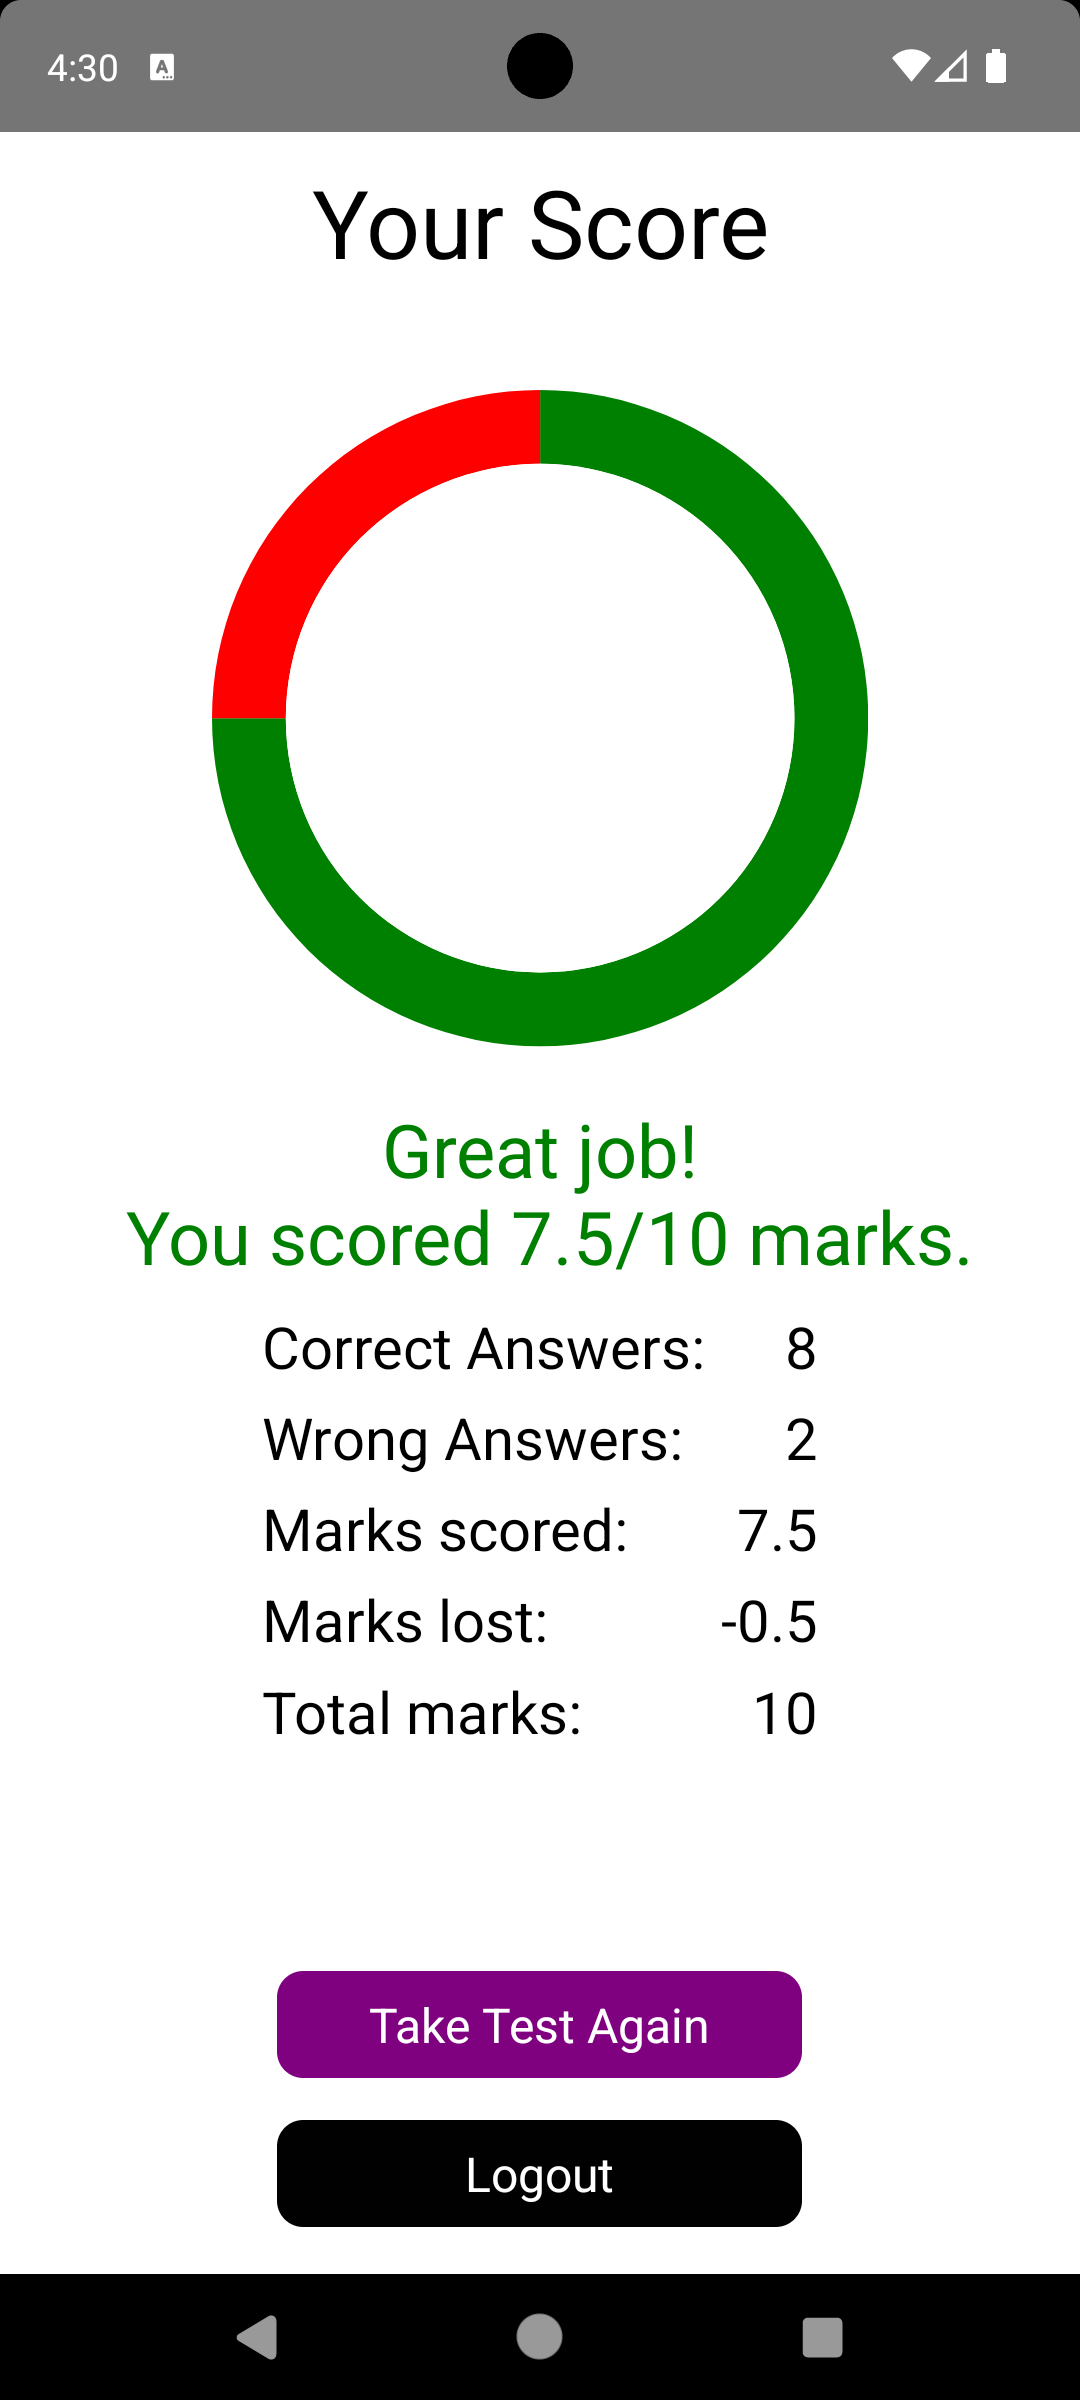 4:30
Your Score
Great job!
You scored 7.5/10 marks.
Correct Answers: 8
Wrong Answers: 2
Marks scored: 7.5
Marks lost: -0.5
Total marks: 10
Take Test Again
Logout